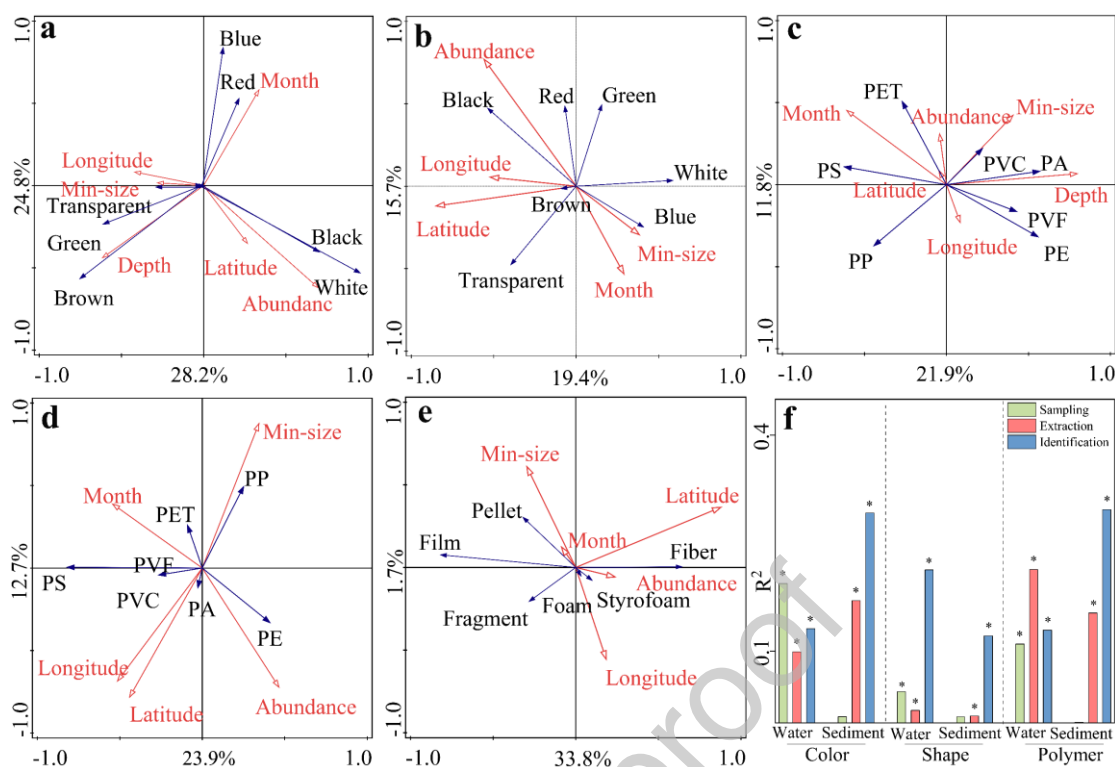 a
1.0
Blue
Red
Month
Longitude
Min-size
Transparent
Green
Depth
Brown
Latitude
Black
White
Abundanc
24.8%
-1.0
-1.0
28.2%
1.0
b
Abundance
Black
Red
Green
Longitude
White
Brown
Latitude
Blue
Min-size
Transparent
Month
1.0
15.7%
-1.0
-1.0
19.4%
1.0
c
PET
Month
Abundance
Min-size
PVC
PA
PS
Latitude
Depth
PVF
Longitude
PE
PP
1.0
11.8%
-1.0
-1.0
21.9%
1.0
d
Min-size
PP
Month
PET
PVF
PS
PVC
PA
PE
Longitude
Latitude
Abundance
1.0
12.7%
-1.0
-1.0
23.9%
1.0
e
Min-size
Latitude
Pellet
Month
Film
Fiber
Abundance
Styrofoam
Foam
Fragment
Longitude
1.0
.7%
-1.0
-1.0
33.8%
1.0
f
Sampling
Extraction
Identification
0.4
R²
0.1
* * * * * * * * * * * * * * *
Water Sediment Water Sediment Water Sediment
Color Shape Polymer
proof